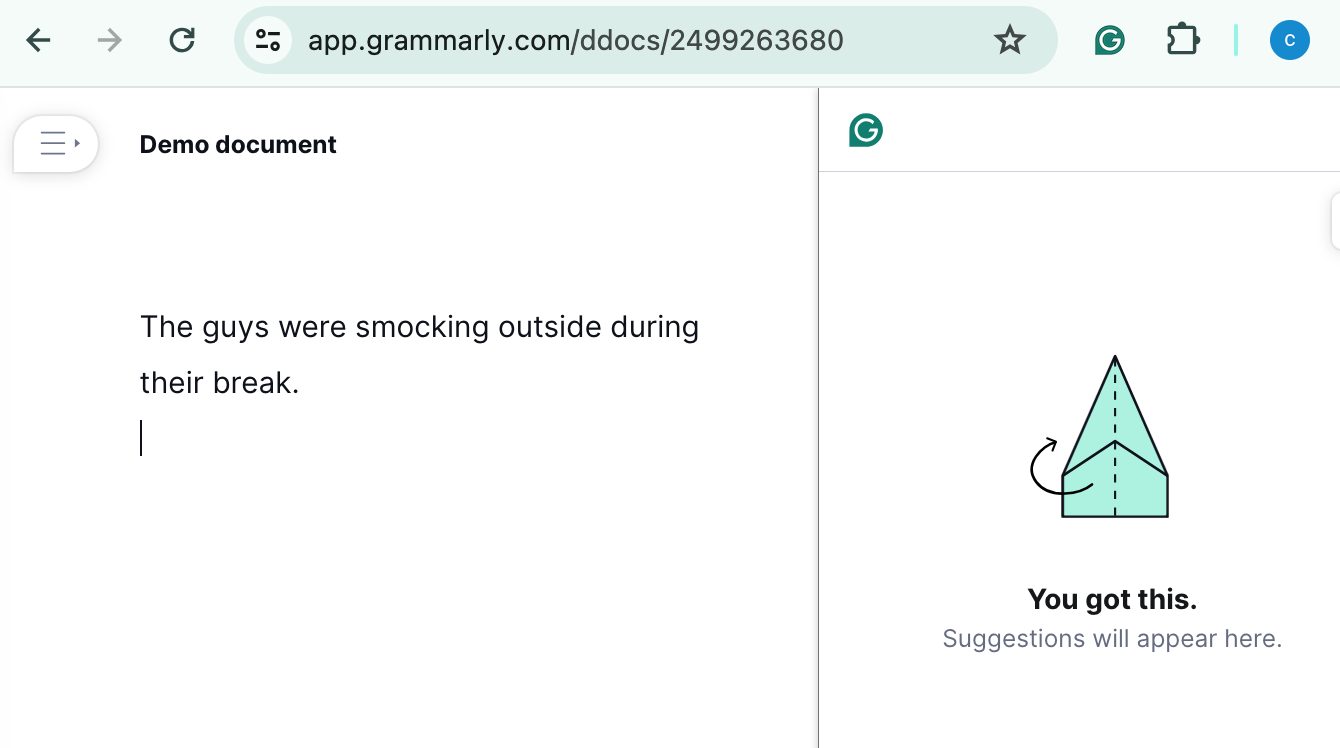 app.grammarly.com/ddocs/2499263680
C
Demo document
The guys were smocking outside during
their break.
You got this.
Suggestions will appear here.